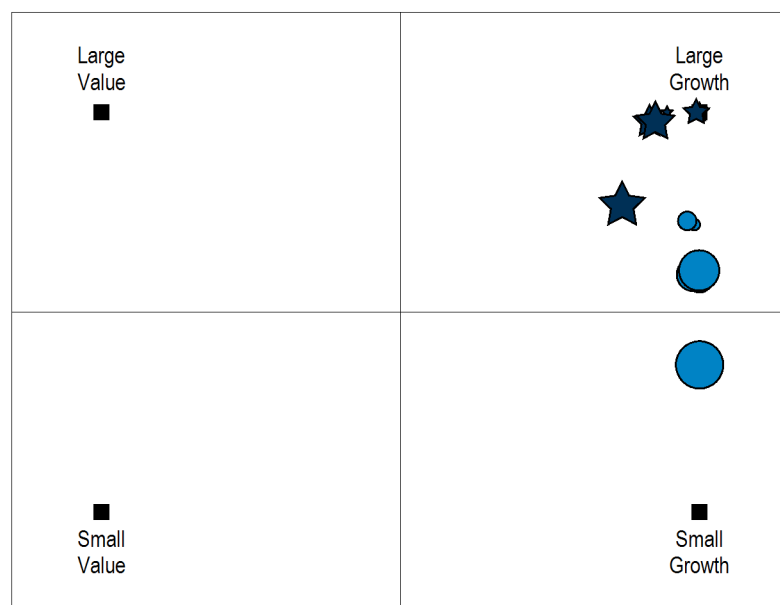 Large
Value
Large
Growth
Small
Value
Small
Growth